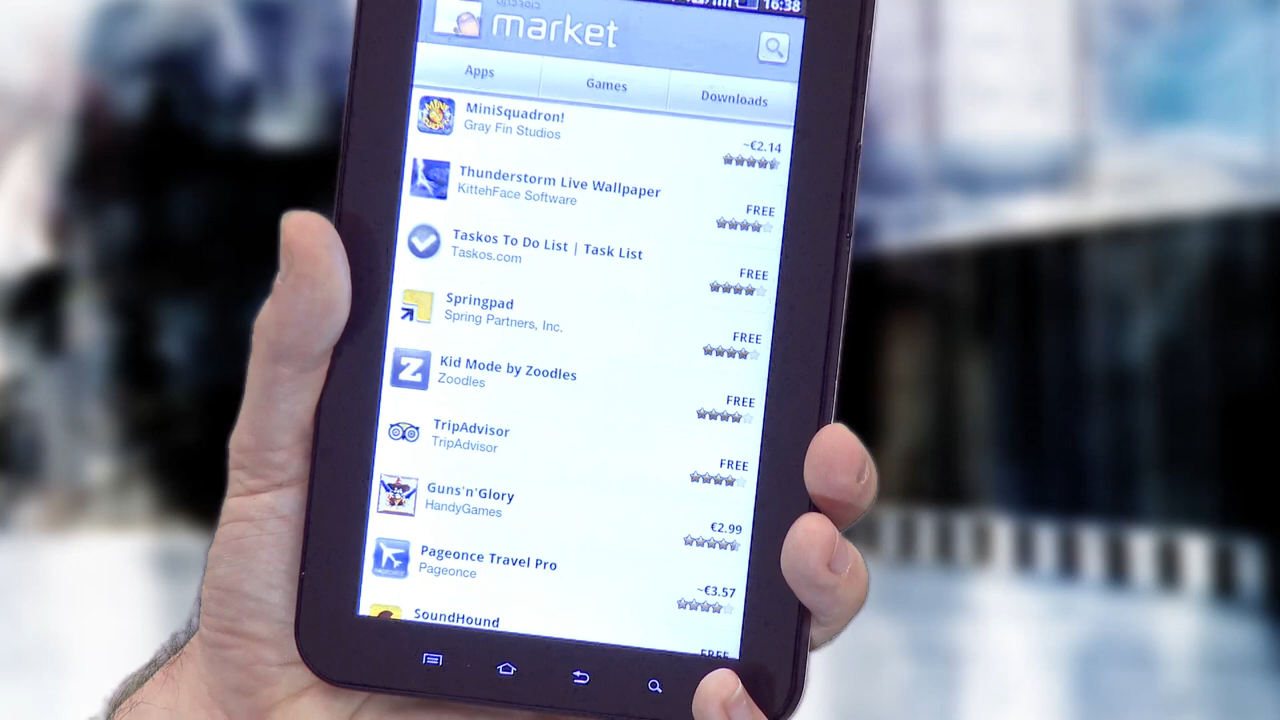 16:38
market
Apps
Games
Downloads
MiniSquadron!
Gray Fin Studios
~€2.14
Thunderstorm Live Wallpaper
KittehFace Software
FREE
Taskos To Do List | Task List
Taskos.com
FREE
Springpad
Spring Partners, Inc.
FREE
Z
Kid Mode by Zoodles
Zoodles
FREE
TripAdvisor
TripAdvisor
FREE
Guns'n'Glory
HandyGames
€2.99
Pageonce Travel Pro
Pageonce
~€3.57
SoundHound
FREE